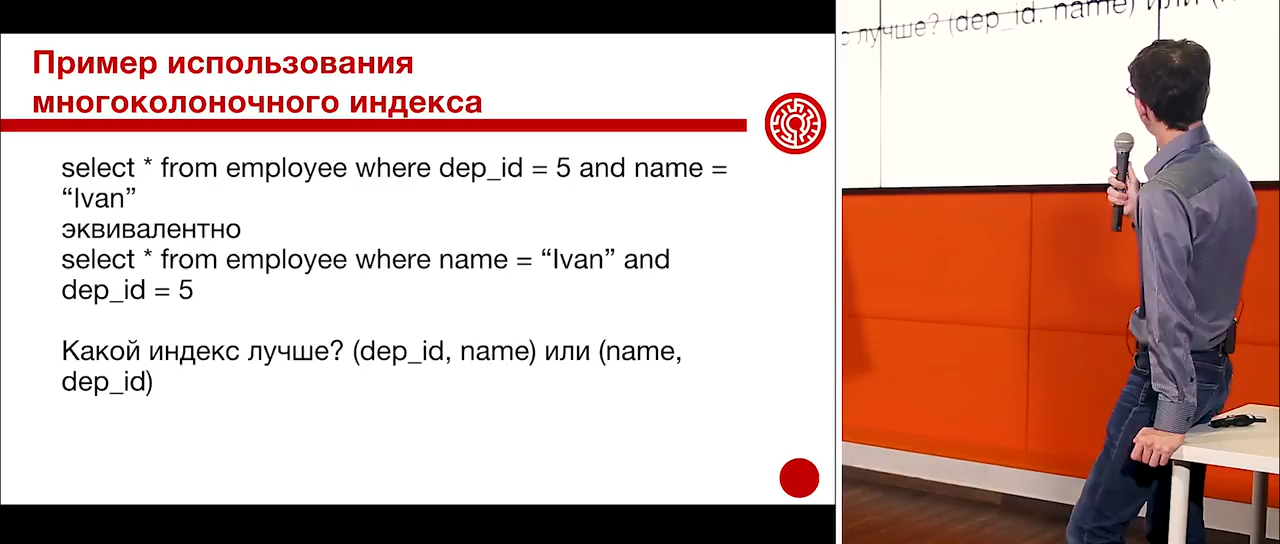 Пример использования
многоколоночного индекса
select * from employee where dep_id = 5 and name =
“Ivan”
эквивалентно
select * from employee where name = “Ivan” and
dep_id = 5
Какой индекс лучше? (dep_id, name) или (name,
dep_id)
лучше? (dep_id, name) или